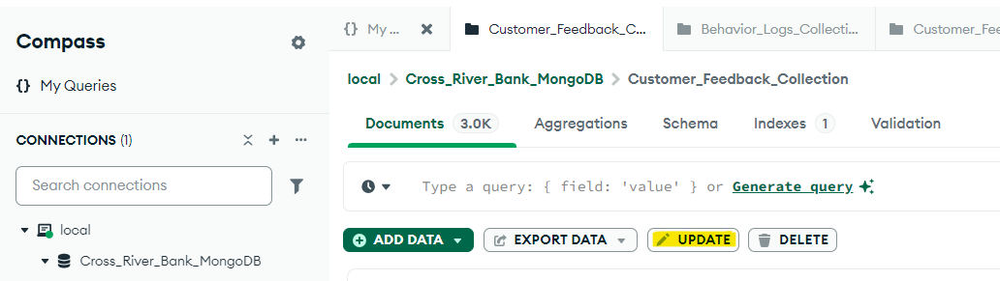 Compass
{} My Queries
CONNECTIONS (1)
Search connections
local
Cross_River_Bank_MongoDB
{} My ...
Customer_Feedback_C...
Behavior_Logs_Collecti...
Customer_Fee
local > Cross_River_Bank_MongoDB > Customer_Feedback_Collection
Documents 3.0K Aggregations Schema Indexes 1 Validation
Type a query: { field: 'value' } or Generate query
ADD DATA EXPORT DATA UPDATE DELETE